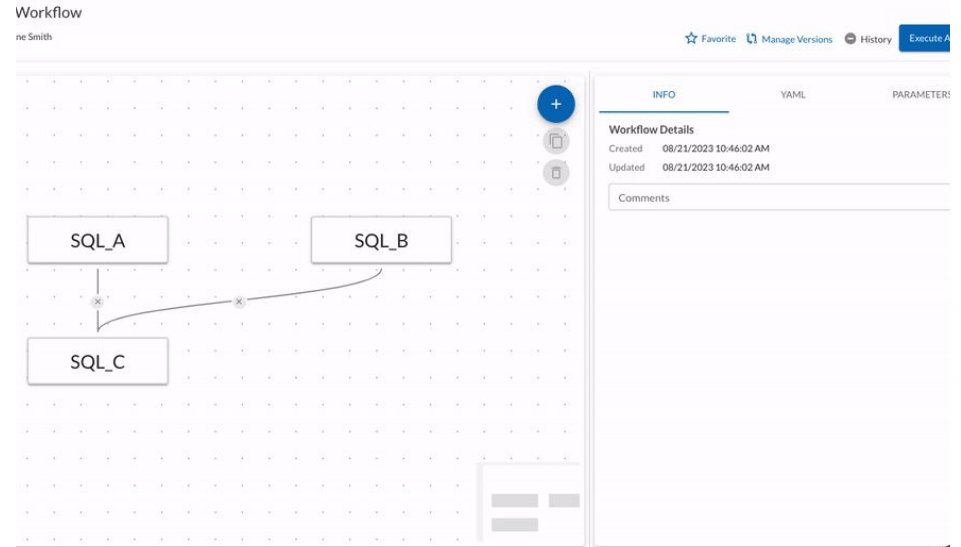 Workflow
ne Smith
Favorite Manage Versions History Execute A
INFO YAML PARAMETERS
Workflow Details
Created 08/21/2023 10:46:02 AM
Updated 08/21/2023 10:46:02 AM
Comments
SQL_A SQL_B
SQL_C